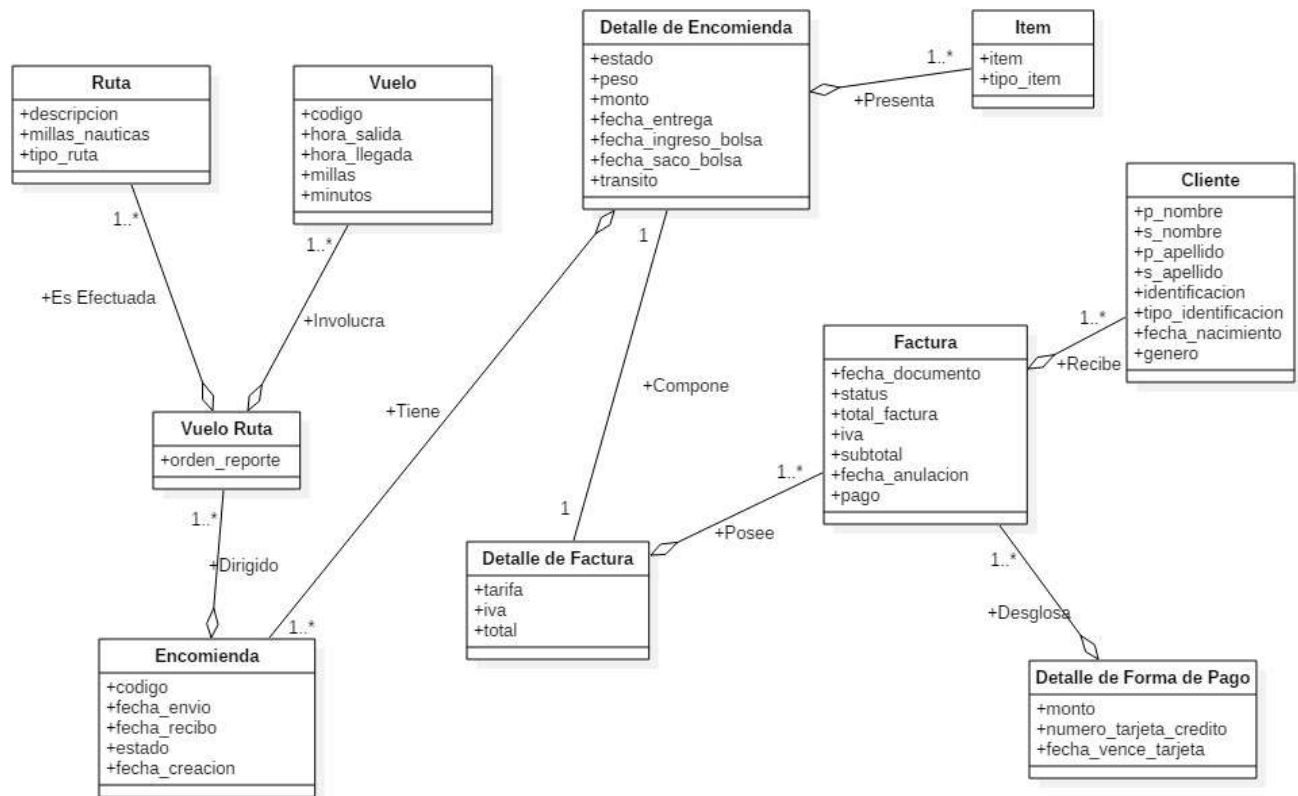 Detalle de Encomienda
+estado
+peso
+monto
+fecha_entrega
+fecha_ingreso_bolsa
+fecha_saco_bolsa
+transito
Item
+item
+tipo_item
1..*
+Presenta
Ruta
+descripcion
+millas_nauticas
+tipo_ruta
Vuelo
+codigo
+hora_salida
+hora_llegada
+millas
+minutos
Cliente
+p_nombre
+s_nombre
+p_apellido
+s_apellido
+identificacion
+tipo_identificacion
+fecha_nacimiento
+genero
1..*
1..*
1
+Es Efectuada
+Involucra
1..*
+Recibe
Factura
+fecha_documento
+status
+total_factura
+iva
+subtotal
+fecha_anulacion
+pago
+Compone
+Tiene
Vuelo Ruta
+orden_reporte
1..*
+Posee
1
1..*
+Dirigido
Detalle de Factura
+tarifa
+iva
+total
1..*
+Desglosa
1..*
Encomienda
+codigo
+fecha_envio
+fecha_recibo
+estado
+fecha_creacion
Detalle de Forma de Pago
+monto
+numero_tarjeta_credito
+fecha_vence_tarjeta